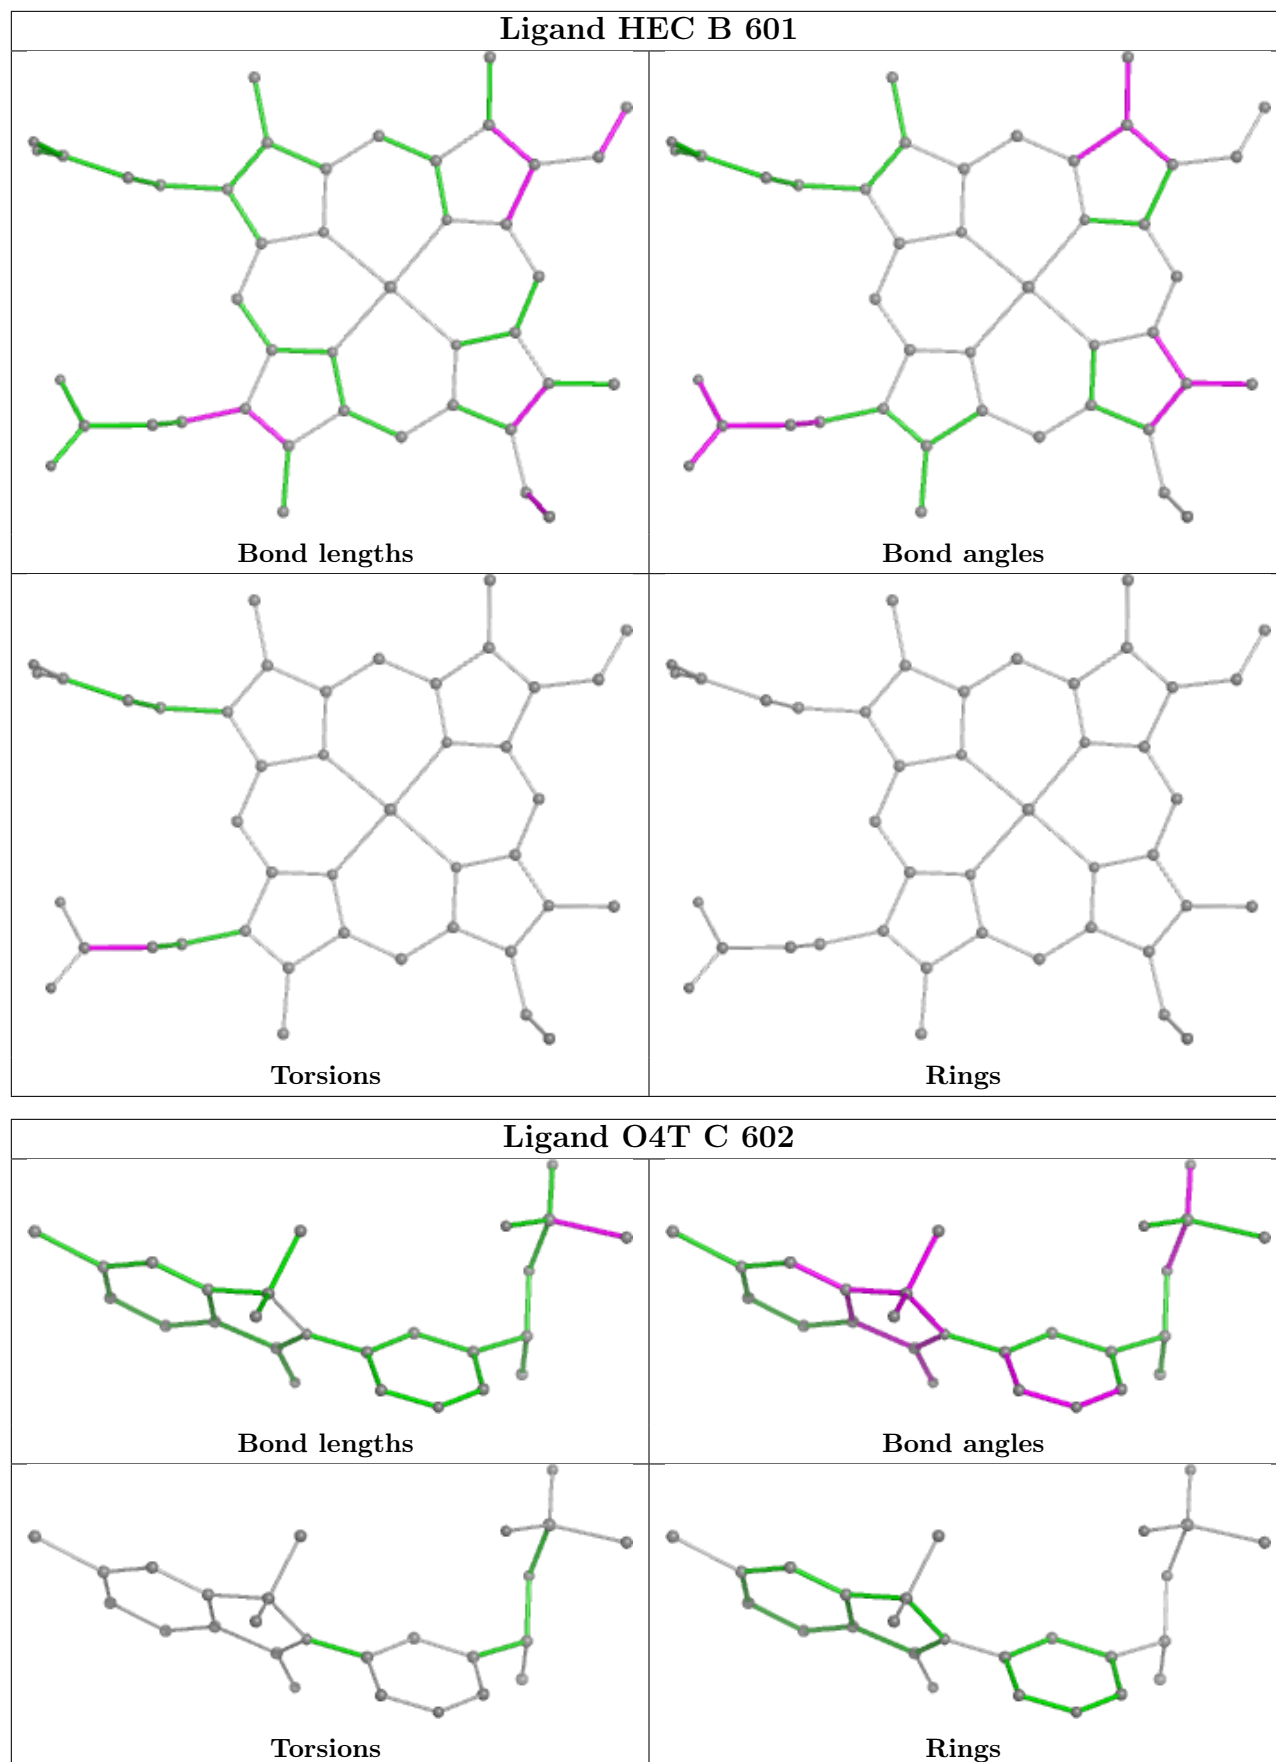 Ligand HEC B 601
Bond lengths
Bond angles
Torsions
Rings
Ligand O4T C 602
Bond lengths
Bond angles
Torsions
Rings